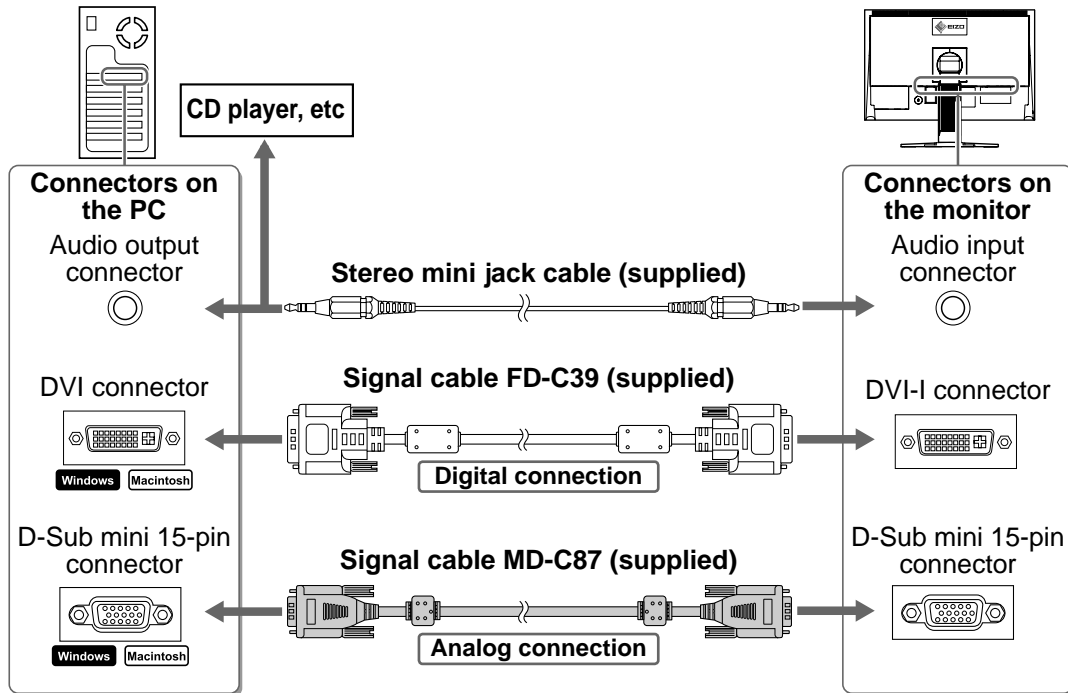 EIZO
CD player, etc
Connectors on
the PC
Connectors on
the monitor
Audio output
connector
Stereo mini jack cable (supplied)
Audio input
connector
DVI connector
Signal cable FD-C39 (supplied)
DVI-I connector
Windows Macintosh
Digital connection
D-Sub mini 15-pin
connector
Signal cable MD-C87 (supplied)
D-Sub mini 15-pin
connector
Windows Macintosh
Analog connection